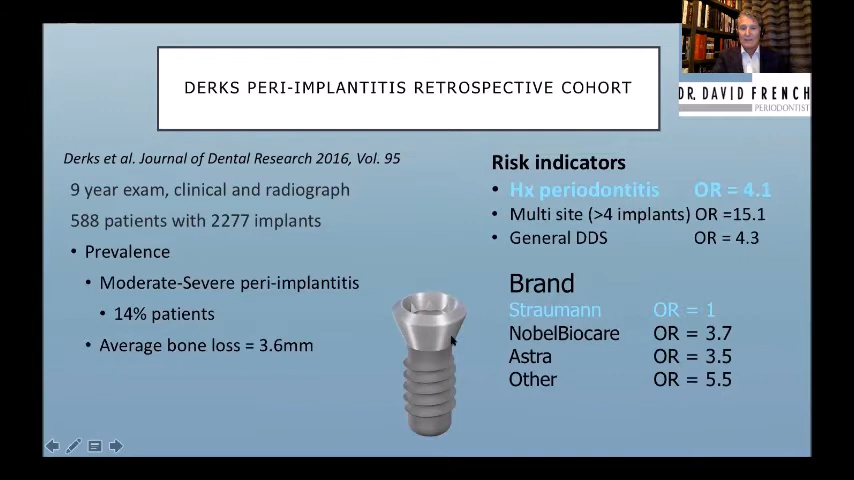 DERKS PERI-IMPLANTITIS RETROSPECTIVE COHORT
DR. DAVID FRENCH
PERIODONTIST
Derks et al. Journal of Dental Research 2016, Vol. 95
9 year exam, clinical and radiograph
588 patients with 2277 implants
• Prevalence
• Moderate-Severe peri-implantitis
• 14% patients
• Average bone loss = 3.6mm
Risk indicators
• Hx periodontitis OR = 4.1
• Multi site (>4 implants) OR =15.1
• General DDS OR = 4.3
Brand
Straumann OR = 1
NobelBiocare OR = 3.7
Astra OR = 3.5
Other OR = 5.5